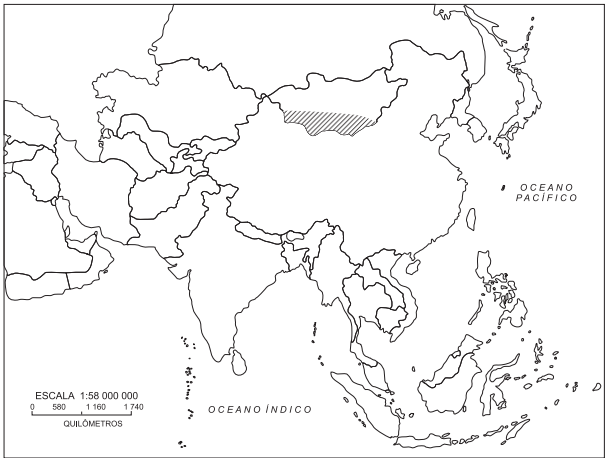 OCEANO
PACÍFICO
ESCALA 1:58 000 000
0 580 1 160 1 740
QUILÔMETROS
OCEANO ÍNDICO